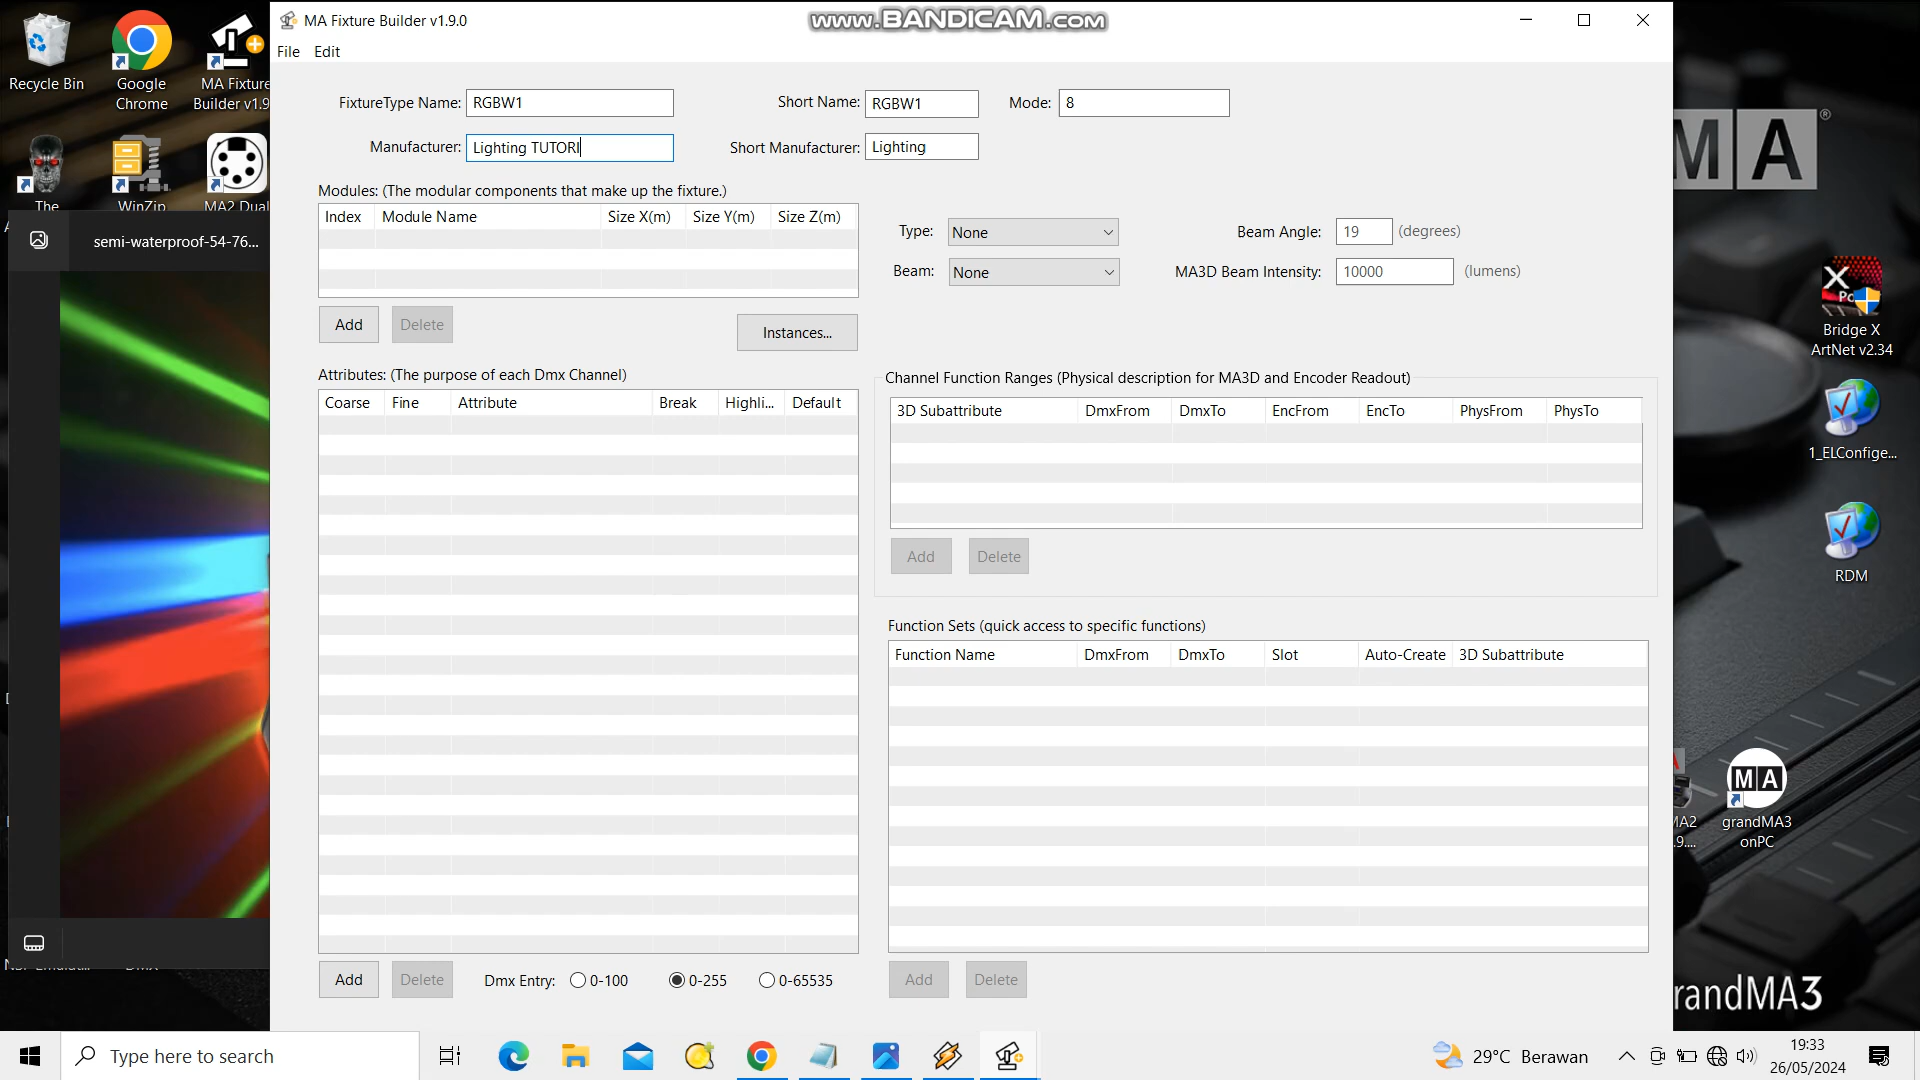 MA Fixture Builder v1.9.0
www.BANDICAM.com
File Edit
Recycle Bin
Google Chrome
MA Fixture
Builder v1.9
FixtureType Name: RGBW1
Short Name: RGBW1
Mode: 8
Manufacturer: Lighting TUTORI
Short Manufacturer: Lighting
MA®
The
WinZip
MA2 Dual
semi-waterproof-54-76...
Modules: (The modular components that make up the fixture.)
Index Module Name Size X(m) Size Y(m) Size Z(m)
Type: None
Beam Angle: 19 (degrees)
Beam: None
MA3D Beam Intensity: 10000 (lumens)
Add Delete
Instances...
Bridge X
ArtNet v2.34
Attributes: (The purpose of each Dmx Channel)
Coarse Fine Attribute Break Highli... Default
Channel Function Ranges (Physical description for MA3D and Encoder Readout)
3D Subattribute DmxFrom DmxTo EncFrom EncTo PhysFrom PhysTo
1_ELConfige...
Add Delete
RDM
Function Sets (quick access to specific functions)
Function Name DmxFrom DmxTo Slot Auto-Create 3D Subattribute
MA
grandMA3
onPC
MA2
.9....
Add Delete Dmx Entry: 0-100 0-255 0-65535
Add Delete
randMA3
Type here to search
29°C Berawan
19:33
26/05/2024